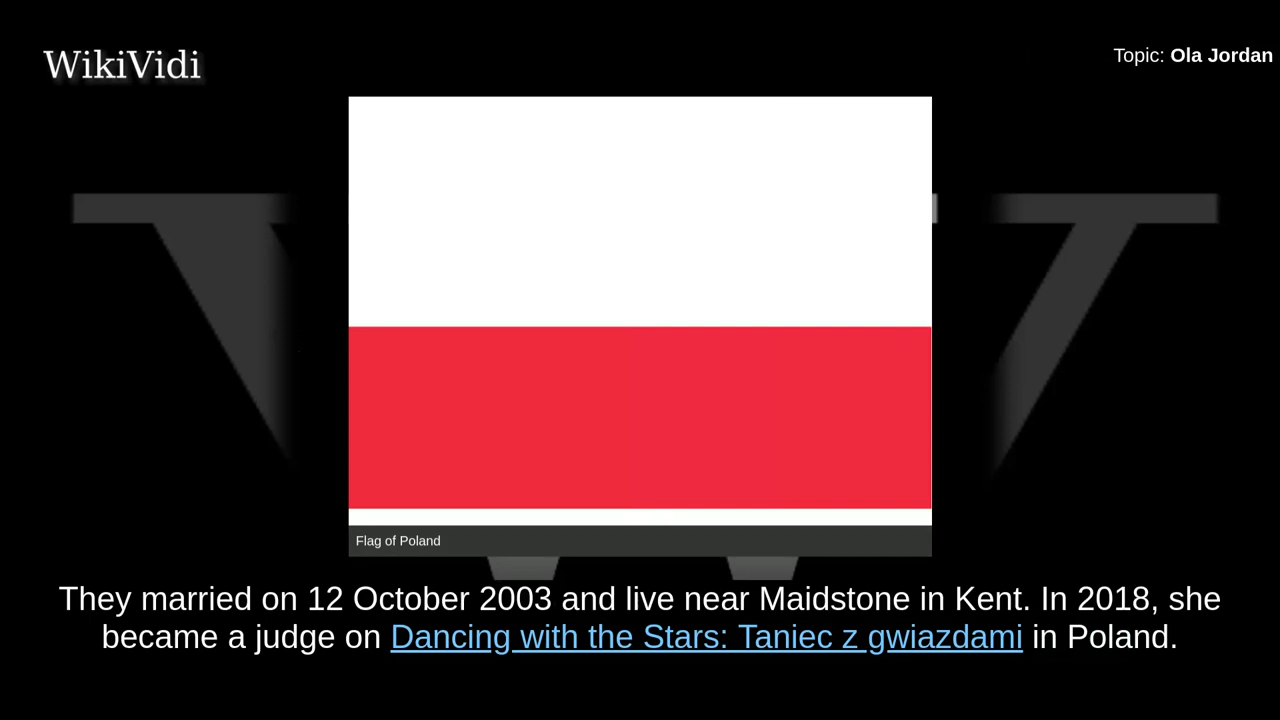 WikiVidi
Topic: Ola Jordan
Flag of Poland
They married on 12 October 2003 and live near Maidstone in Kent. In 2018, she
became a judge on Dancing with the Stars: Taniec z gwiazdami in Poland.